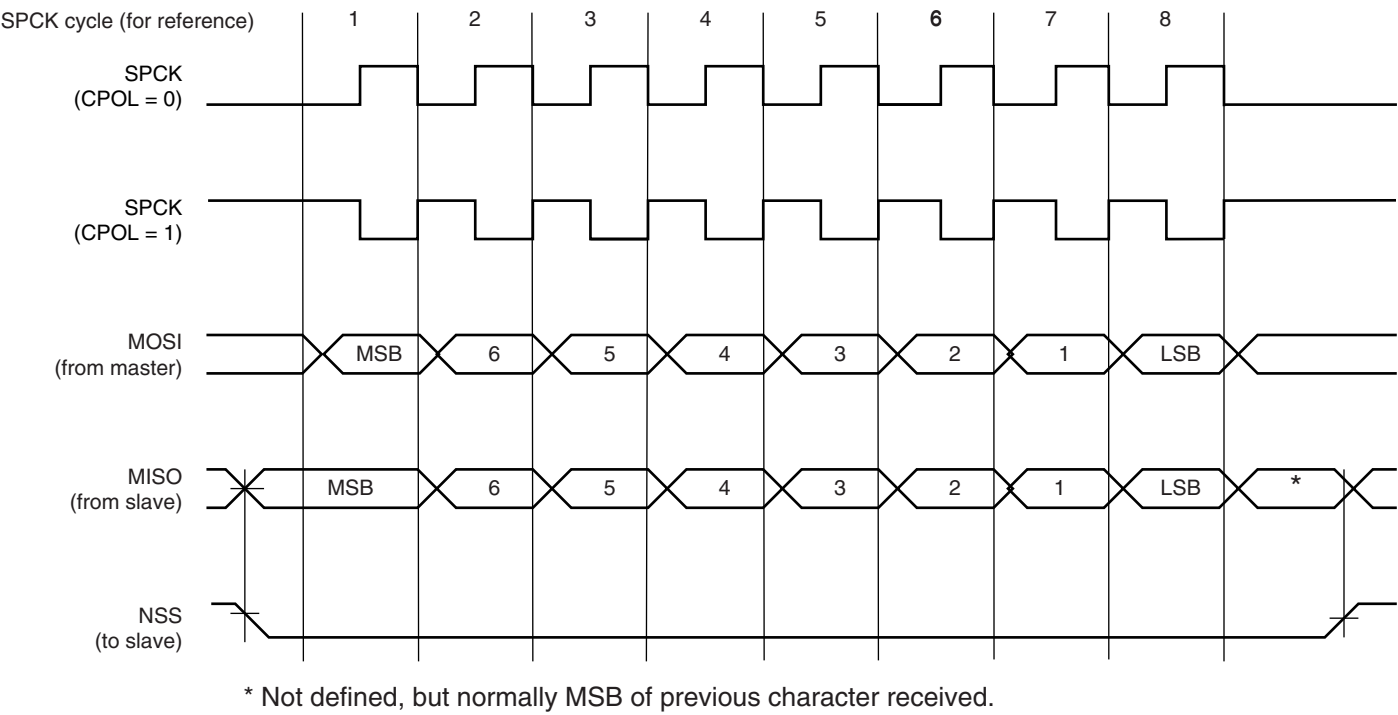 SPCK cycle (for reference) 1 2 3 4 5 6 7 8
SPCK
(CPOL = 0)
SPCK
(CPOL = 1)
MOSI
(from master)
MSB 6 5 4 3 2 1 LSB
MISO
(from slave)
MSB 6 5 4 3 2 1 LSB *
NSS
(to slave)
* Not defined, but normally MSB of previous character received.